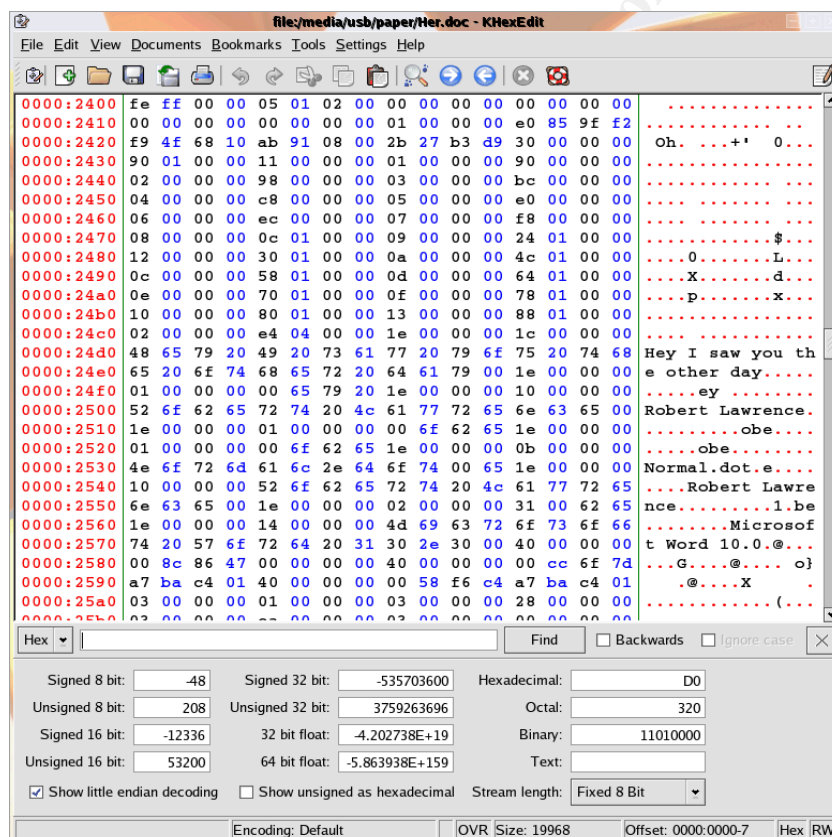 file:/media/usb/paper/Her.doc - KHexEdit
File Edit View Documents Bookmarks Tools Settings Help
0000:2400 fe ff 00 00 05 01 02 00 00 00 00 00 00 00 00 00 ................
0000:2410 00 00 00 00 00 00 00 00 01 00 00 00 e0 85 9f f2 ............ ..
0000:2420 f9 4f 68 10 ab 91 08 00 2b 27 b3 d9 30 00 00 00 Oh. ....+' 0...
0000:2430 90 01 00 00 11 00 00 00 01 00 00 00 90 00 00 00 ................
0000:2440 02 00 00 00 98 00 00 00 03 00 00 00 bc 00 00 00 .... ....... ...
0000:2450 04 00 00 00 c8 00 00 00 05 00 00 00 e0 00 00 00 .... ....... ...
0000:2460 06 00 00 00 ec 00 00 00 07 00 00 00 f8 00 00 00 .... ....... ...
0000:2470 08 00 00 00 0c 01 00 00 09 00 00 00 24 01 00 00 ............$...
0000:2480 12 00 00 00 30 01 00 00 0a 00 00 00 4c 01 00 00 ....0.......L...
0000:2490 0c 00 00 00 58 01 00 00 0d 00 00 00 64 01 00 00 ....X.......d...
0000:24a0 0e 00 00 00 70 01 00 00 0f 00 00 00 78 01 00 00 ....p.......x...
0000:24b0 10 00 00 00 80 01 00 00 13 00 00 00 88 01 00 00 ................
0000:24c0 02 00 00 00 e4 04 00 00 1e 00 00 00 1c 00 00 00 .... ...........
0000:24d0 48 65 79 20 49 20 73 61 77 20 79 6f 75 20 74 68 Hey I saw you th
0000:24e0 65 20 6f 74 68 65 72 20 64 61 79 00 1e 00 00 00 e other day.....
0000:24f0 01 00 00 00 00 65 79 20 1e 00 00 00 10 00 00 00 .....ey ........
0000:2500 52 6f 62 65 72 74 20 4c 61 77 72 65 6e 63 65 00 Robert Lawrence.
0000:2510 1e 00 00 00 01 00 00 00 00 6f 62 65 1e 00 00 00 .........obe....
0000:2520 01 00 00 00 00 6f 62 65 1e 00 00 00 0b 00 00 00 .....obe........
0000:2530 4e 6f 72 6d 61 6c 2e 64 6f 74 00 65 1e 00 00 00 Normal.dot.e....
0000:2540 10 00 00 00 52 6f 62 65 72 74 20 4c 61 77 72 65 ....Robert Lawre
0000:2550 6e 63 65 00 1e 00 00 00 02 00 00 00 31 00 62 65 nce.........1.be
0000:2560 1e 00 00 00 14 00 00 00 4d 69 63 72 6f 73 6f 66 ........Microsof
0000:2570 74 20 57 6f 72 64 20 31 30 2e 30 00 40 00 00 00 t Word 10.0.@...
0000:2580 00 8c 86 47 00 00 00 00 40 00 00 00 00 cc 6f 7d ...G....@.... o}
0000:2590 a7 ba c4 01 40 00 00 00 00 58 f6 c4 a7 ba c4 01 .@....X .
0000:25a0 03 00 00 00 01 00 00 00 03 00 00 00 28 00 00 00 ............(...
Hex Find Backwards Ignore case
Signed 8 bit: -48 Signed 32 bit: -535703600 Hexadecimal: D0
Unsigned 8 bit: 208 Unsigned 32 bit: 3759263696 Octal: 320
Signed 16 bit: -12336 32 bit float: -4.202738E+19 Binary: 11010000
Unsigned 16 bit: 53200 64 bit float: -5.863938E+159 Text:
Show little endian decoding Show unsigned as hexadecimal Stream length: Fixed 8 Bit
Encoding: Default OVR Size: 19968 Offset: 0000:0000-7 Hex RW